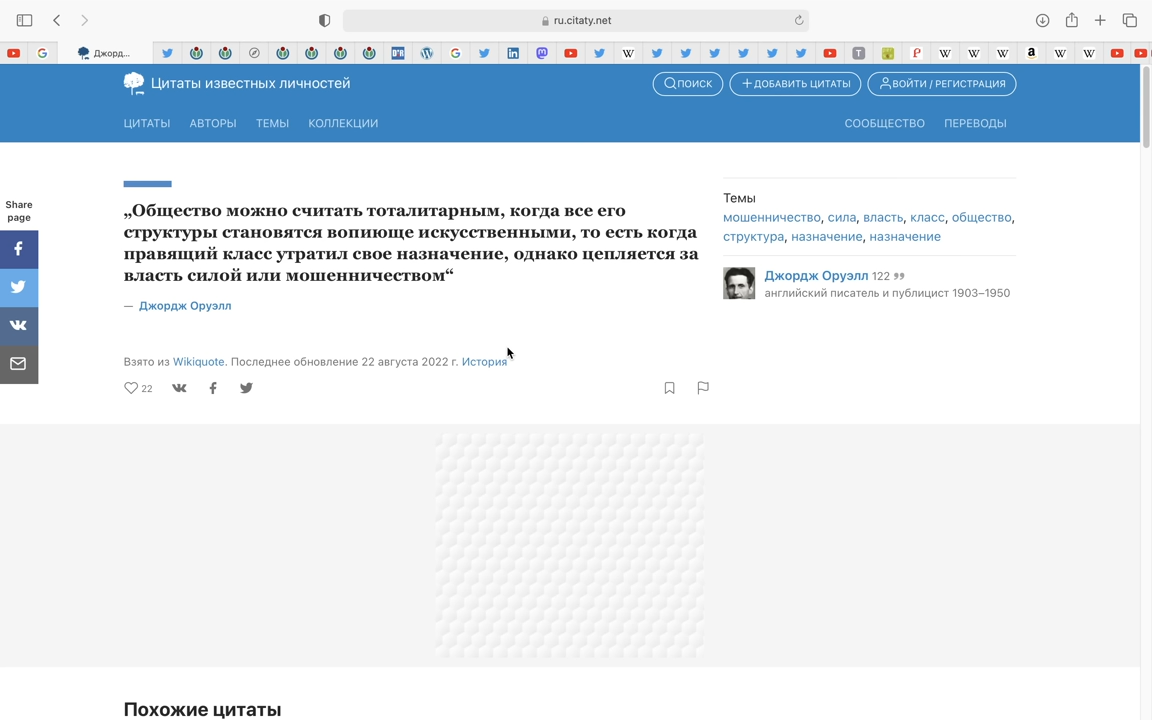 ru.citaty.net
Джорд...
Цитаты известных личностей
ПОИСК
ДОБАВИТЬ ЦИТАТЫ
ВОЙТИ / РЕГИСТРАЦИЯ
ЦИТАТЫ АВТОРЫ ТЕМЫ КОЛЛЕКЦИИ
СООБЩЕСТВО ПЕРЕВОДЫ
Share
page
„Общество можно считать тоталитарным, когда все его
структуры становятся вопиюще искусственными, то есть когда
правящий класс утратил свое назначение, однако цепляется за
власть силой или мошенничеством“
— Джордж Оруэлл
Взято из Wikiquote. Последнее обновление 22 августа 2022 г. История
22
Темы
мошенничество, сила, власть, класс, общество,
структура, назначение, назначение
Джордж Оруэлл 122
английский писатель и публицист 1903–1950
Похожие цитаты